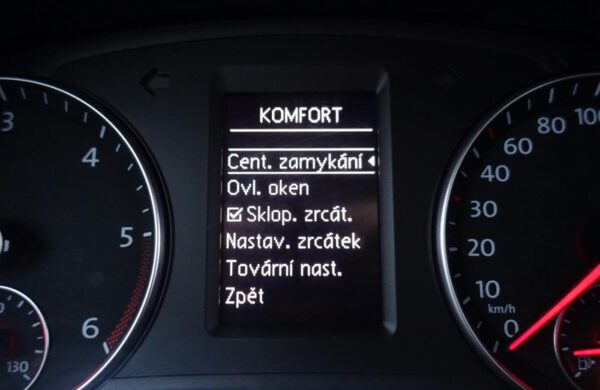 KOMFORT
Cent. zamykání
Ovl. oken
Sklop. zrcát.
Nastav. zrcátek
Tovární nast.
Zpět
3
4
5
6
130
100
80
60
40
30
20
10
0
km/h